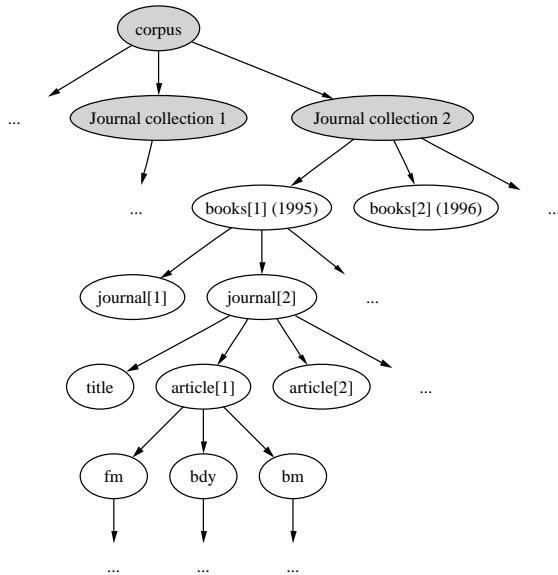 corpus
...
Journal collection 1
Journal collection 2
...
books[1] (1995)
books[2] (1996)
...
journal[1]
journal[2]
...
title
article[1]
article[2]
...
fm
bdy
bm
...
...
...